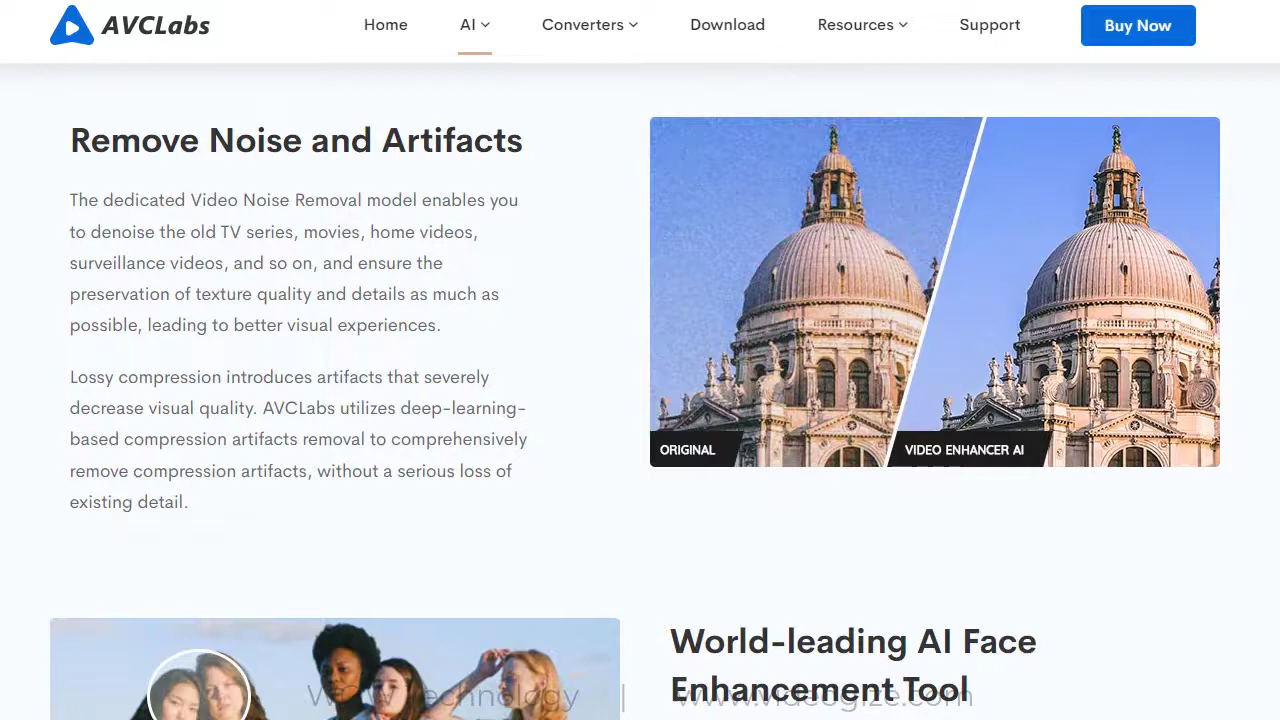 AVCLabs
Home
AI
Converters
Download
Resources
Support
Buy Now
Remove Noise and Artifacts
The dedicated Video Noise Removal model enables you
to denoise the old TV series, movies, home videos,
surveillance videos, and so on, and ensure the
preservation of texture quality and details as much as
possible, leading to better visual experiences.
Lossy compression introduces artifacts that severely
decrease visual quality. AVCLabs utilizes deep-learning-
based compression artifacts removal to comprehensively
remove compression artifacts, without a serious loss of
existing detail.
ORIGINAL
VIDEO ENHANCER AI
World-leading AI Face
Enhancement Tool
Technology | www.videogize.com